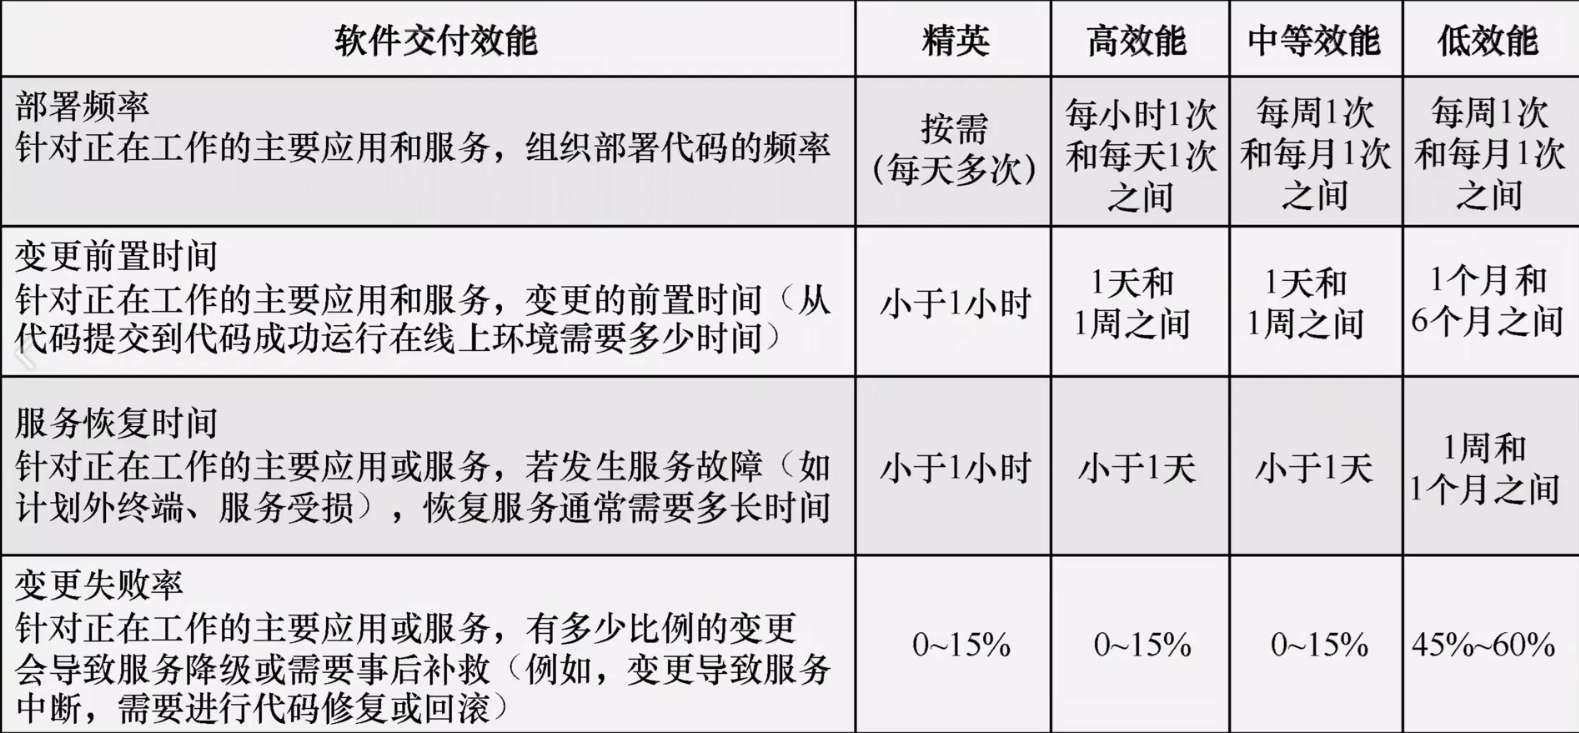 软件交付效能 精英 高效能 中等效能 低效能
部署频率
针对正在工作的主要应用和服务，组织部署代码的频率
按需
（每天多次）
每小时1次
和每天1次
之间
每周1次
和每月1次
之间
每周1次
和每月1次
之间
变更前置时间
针对正在工作的主要应用和服务，变更的前置时间（从
代码提交到代码成功运行在线上环境需要多少时间）
小于1小时
1天和
1周之间
1天和
1周之间
1个月和
6个月之间
服务恢复时间
针对正在工作的主要应用或服务，若发生服务故障（如
计划外终端、服务受损），恢复服务通常需要多长时间
小于1小时
小于1天
小于1天
1周和
1个月之间
变更失败率
针对正在工作的主要应用或服务，有多少比例的变更
会导致服务降级或需要事后补救（例如，变更导致服务
中断，需要进行代码修复或回滚）
0~15%
0~15%
0~15%
45%~60%